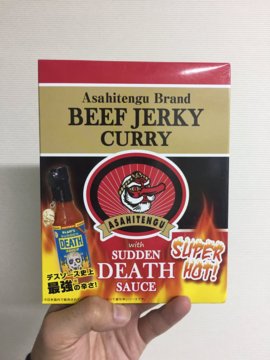 Asahitengu Brand
BEEF JERKY
CURRY
ASAHITENGU
with
SUDDEN
DEATH
SAUCE
SUPER
HOT!
BLAIR'S
DEATH
デスソース史上
最強の辛さ!